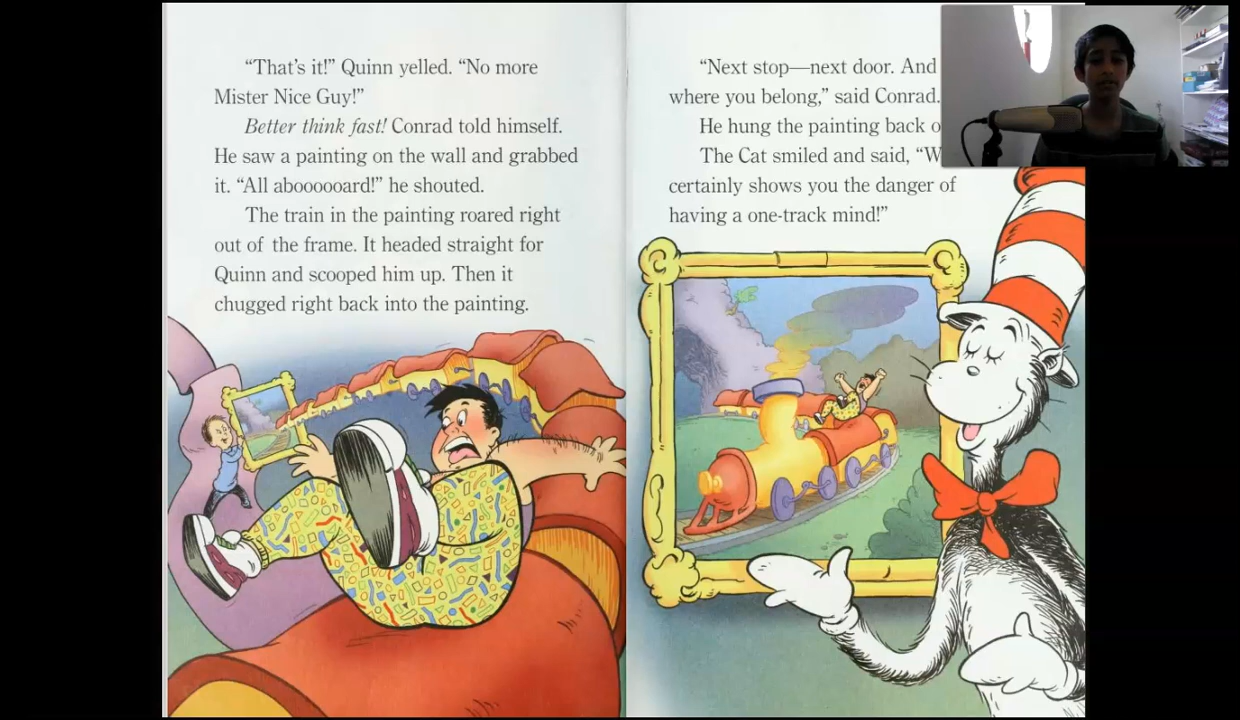 “That’s it!” Quinn yelled. “No more
Mister Nice Guy!”
Better think fast! Conrad told himself.
He saw a painting on the wall and grabbed
it. “All aboooooard!” he shouted.
The train in the painting roared right
out of the frame. It headed straight for
Quinn and scooped him up. Then it
chugged right back into the painting.
“Next stop—next door. And
where you belong,” said Conrad.
He hung the painting back
The Cat smiled and said,
certainly shows you the danger of
having a one-track mind!”